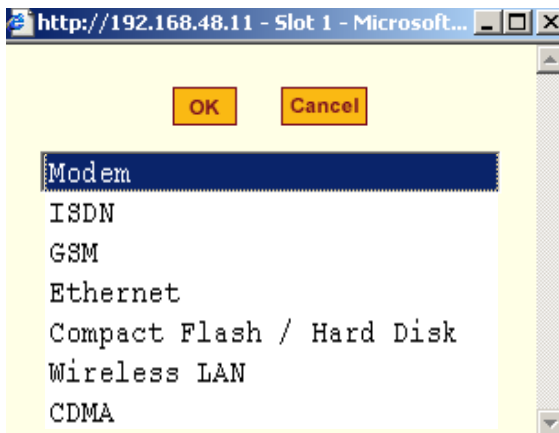 http://192.168.48.11 - Slot 1 - Microsoft...
OK Cancel
Modem
ISDN
GSM
Ethernet
Compact Flash / Hard Disk
Wireless LAN
CDMA